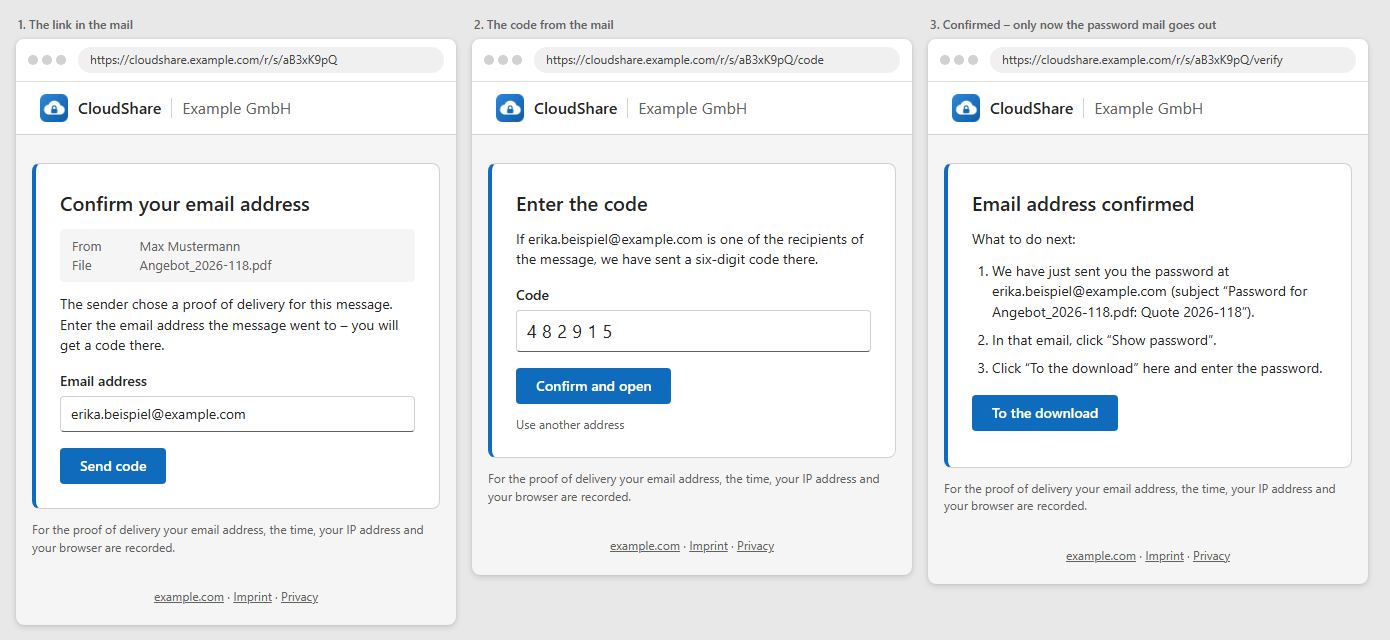 1. The link in the mail
https://cloudshare.example.com/r/s/aB3xK9pQ
CloudShare Example GmbH
Confirm your email address
From Max Mustermann
File Angebot_2026-118.pdf
The sender chose a proof of delivery for this message.
Enter the email address the message went to – you will
get a code there.
Email address
erika.beispiel@example.com
Send code
For the proof of delivery your email address, the time, your IP address and
your browser are recorded.
example.com · Imprint · Privacy
2. The code from the mail
https://cloudshare.example.com/r/s/aB3xK9pQ/code
CloudShare Example GmbH
Enter the code
If erika.beispiel@example.com is one of the recipients of
the message, we have sent a six-digit code there.
Code
482915
Confirm and open
Use another address
For the proof of delivery your email address, the time, your IP address and
your browser are recorded.
example.com · Imprint · Privacy
3. Confirmed – only now the password mail goes out
https://cloudshare.example.com/r/s/aB3xK9pQ/verify
CloudShare Example GmbH
Email address confirmed
What to do next:
1. We have just sent you the password at
erika.beispiel@example.com (subject “Password for
Angebot_2026-118.pdf: Quote 2026-118”).
2. In that email, click “Show password”.
3. Click “To the download” here and enter the password.
To the download
For the proof of delivery your email address, the time, your IP address and
your browser are recorded.
example.com · Imprint · Privacy